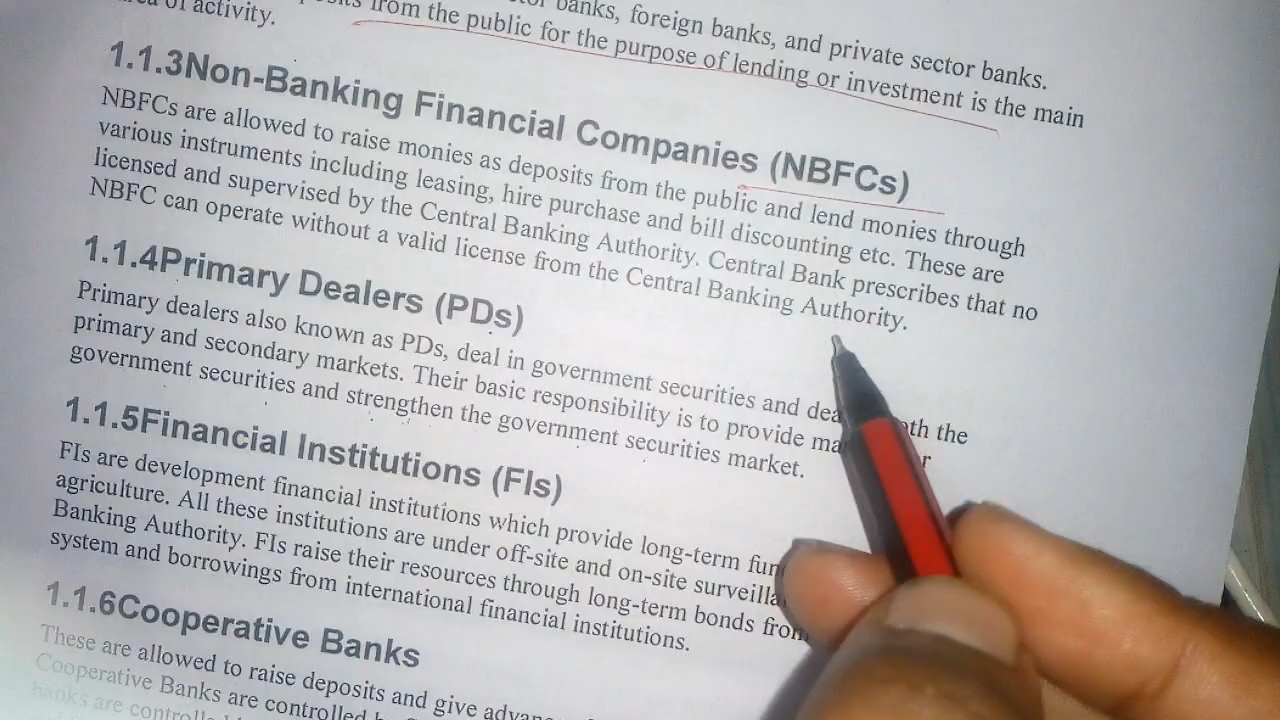 banks, foreign banks, and private sector banks.
from the public for the purpose of lending or investment is the main
of activity.
1.1.3Non-Banking Financial Companies (NBFCs)
NBFCs are allowed to raise monies as deposits from the public and lend monies through
various instruments including leasing, hire purchase and bill discounting etc. These are
licensed and supervised by the Central Banking Authority. Central Bank prescribes that no
NBFC can operate without a valid license from the Central Banking Authority.
1.1.4Primary Dealers (PDs)
Primary dealers also known as PDs, deal in government securities and the
primary and secondary markets. Their basic responsibility is to provide
government securities and strengthen the government securities market.
1.1.5Financial Institutions (FIs)
FIs are development financial institutions which provide long-term
agriculture. All these institutions are under off-site and on-site
Banking Authority. FIs raise their resources through long-term bonds from
system and borrowings from international financial institutions.
1.1.6Cooperative Banks
These are allowed to raise deposits and give
Cooperative Banks are controlled
banks are